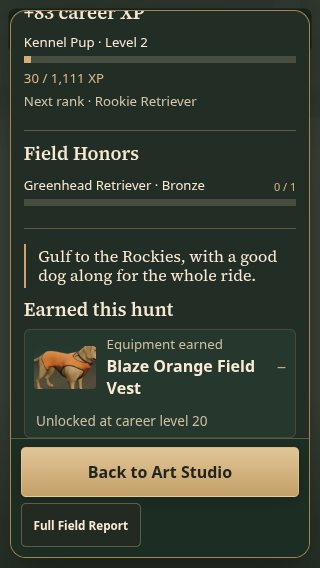 +83 career XP
Kennel Pup · Level 2
30 / 1,111 XP
Next rank · Rookie Retriever
Field Honors
Greenhead Retriever · Bronze 0 / 1
Gulf to the Rockies, with a good
dog along for the whole ride.
Earned this hunt
Equipment earned
Blaze Orange Field –
Vest
Unlocked at career level 20
Back to Art Studio
Full Field Report